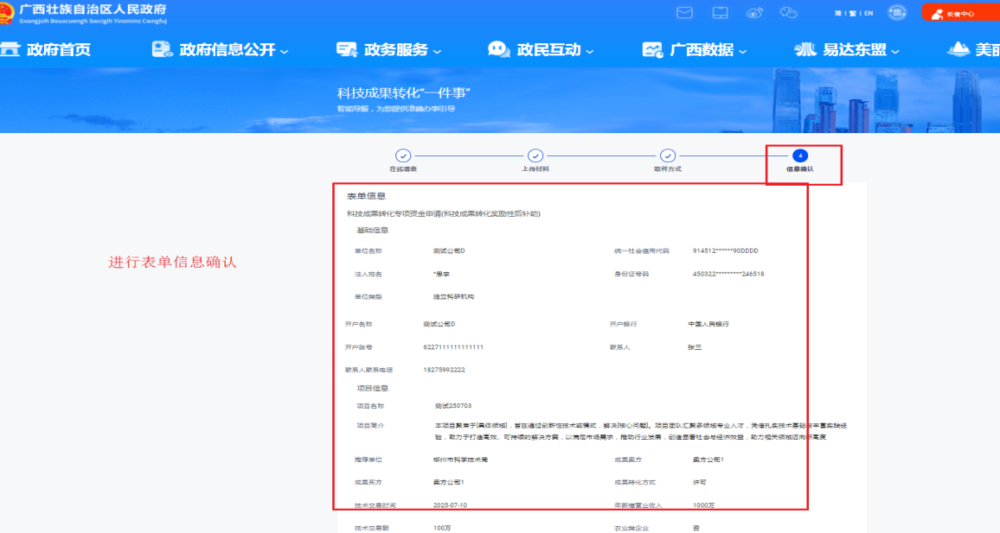 广西壮族自治区人民政府
Gvangjsih Bouxcuengh Swcigih Yinzminz Cwngfuj
简 | 繁 | EN
长者中心
政府首页
政府信息公开
政务服务
政民互动
广西数据
易达东盟
美丽
科技成果转化“一件事”
智能导服，为您提供准确办事引导
在线填表
上传材料
取件方式
4
信息确认
进行表单信息确认
表单信息
科技成果转化专项资金申请(科技成果转化奖励性后补助)
基础信息
单位名称 测试公司D 统一社会信用代码 914512******90DDDD
法人姓名 *思宇 身份证号码 450322*********246518
单位类型 独立科研机构
开户名称 测试公司D 开户银行 中国人民银行
开户账号 6227111111111111 联系人 张三
联系人联系电话 18275992222
项目信息
项目名称 测试250703
项目简介 本项目聚焦于[具体领域]，旨在通过创新性技术或模式，解决[核心问题]。项目团队汇聚多领域专业人才，凭借扎实技术基础与丰富实践经
验，致力于打造高效、可持续的解决方案，以满足市场需求，推动行业发展，创造显著社会与经济效益，助力相关领域迈向新高度
推荐单位 柳州市科学技术局 成果卖方 卖方公司1
成果买方 卖方公司1 成果转化方式 许可
技术交易时间 2025-07-10 年新增营业收入 1000万
技术交易额 100万 农业类企业 否